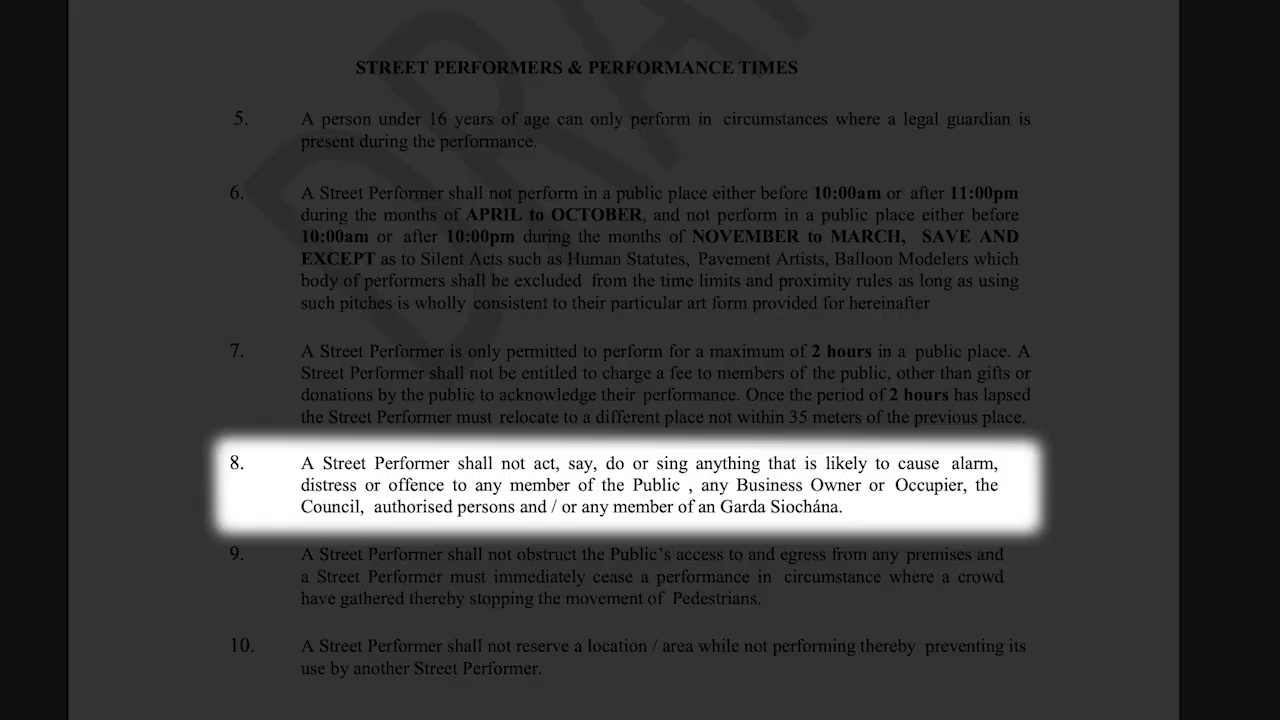 STREET PERFORMERS & PERFORMANCE TIMES
5. A person under 16 years of age can only perform in circumstances where a legal guardian is
present during the performance.
6. A Street Performer shall not perform in a public place either before 10:00am or after 11:00pm
during the months of APRIL to OCTOBER, and not perform in a public place either before
10:00am or after 10:00pm during the months of NOVEMBER to MARCH, SAVE AND
EXCEPT as to Silent Acts such as Human Statutes, Pavement Artists, Balloon Modelers which
body of performers shall be excluded from the time limits and proximity rules as long as using
such pitches is wholly consistent to their particular art form provided for hereinafter
7. A Street Performer is only permitted to perform for a maximum of 2 hours in a public place. A
Street Performer shall not be entitled to charge a fee to members of the public, other than gifts or
donations by the public to acknowledge their performance. Once the period of 2 hours has lapsed
the Street Performer must relocate to a different place not within 35 meters of the previous place.
8. A Street Performer shall not act, say, do or sing anything that is likely to cause alarm,
distress or offence to any member of the Public , any Business Owner or Occupier, the
Council, authorised persons and / or any member of an Garda Siochána.
9. A Street Performer shall not obstruct the Public's access to and egress from any premises and
a Street Performer must immediately cease a performance in circumstance where a crowd
have gathered thereby stopping the movement of Pedestrians.
10. A Street Performer shall not reserve a location / area while not performing thereby preventing its
use by another Street Performer.